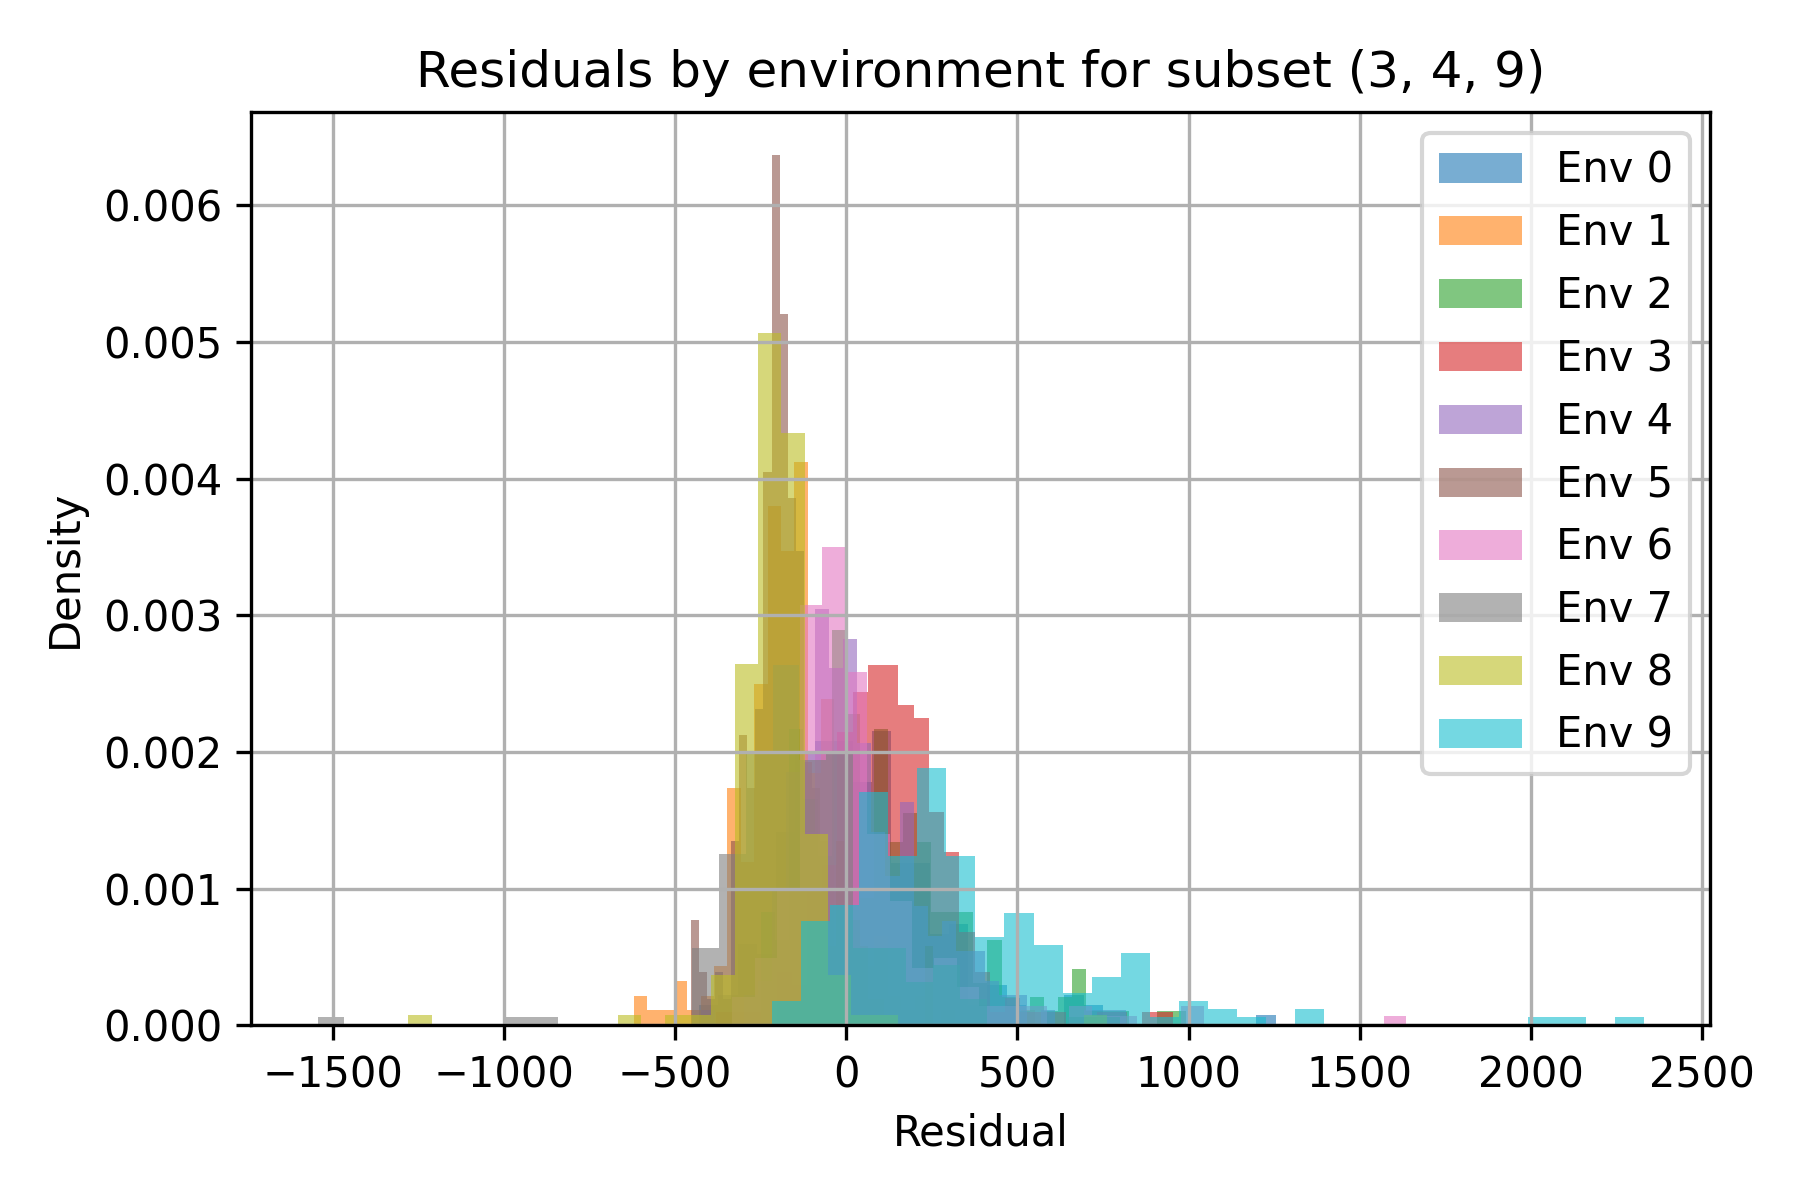 Residuals by environment for subset (3, 4, 9)
Density
0.006
0.005
0.004
0.003
0.002
0.001
0.000
Env 0
Env 1
Env 2
Env 3
Env 4
Env 5
Env 6
Env 7
Env 8
Env 9
−1500 −1000 −500 0 500 1000 1500 2000 2500
Residual